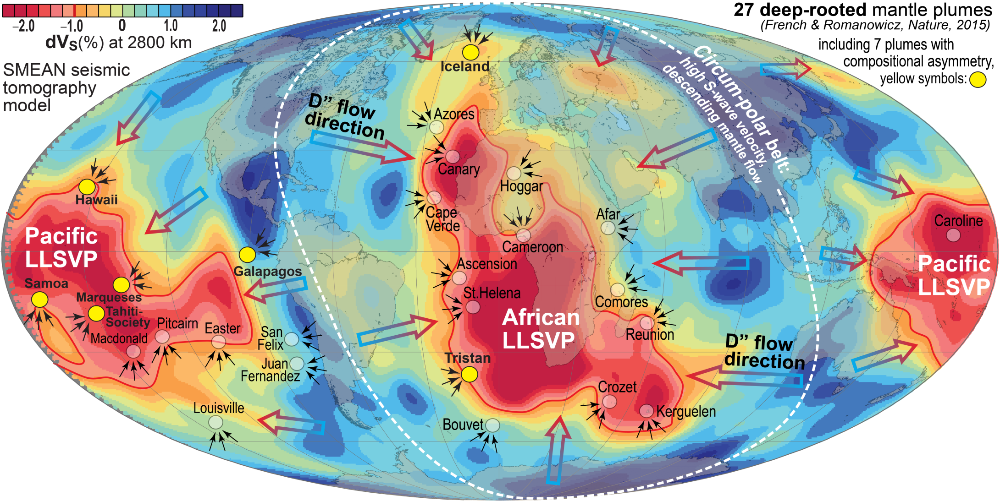 −2.0 −1.0 0 1.0 2.0
dVS(%) at 2800 km
SMEAN seismic
tomography
model
27 deep-rooted mantle plumes
(French & Romanowicz, Nature, 2015)
including 7 plumes with
compositional asymmetry,
yellow symbols:
Circum-polar belt:
high S-wave velocity,
descending mantle flow
Iceland
D” flow
direction
Azores
Canary
Hoggar
Hawaii
Cape
Verde
Afar
Caroline
Cameroon
Pacific
LLSVP
Galapagos
Ascension
Pacific
LLSVP
Samoa
Marqueses
St.Helena
Comores
Tahiti-
Society
African
LLSVP
Pitcairn
Easter
San
Felix
Reunion
Macdonald
D” flow
direction
Tristan
Juan
Fernandez
Crozet
Louisville
Kerguelen
Bouvet